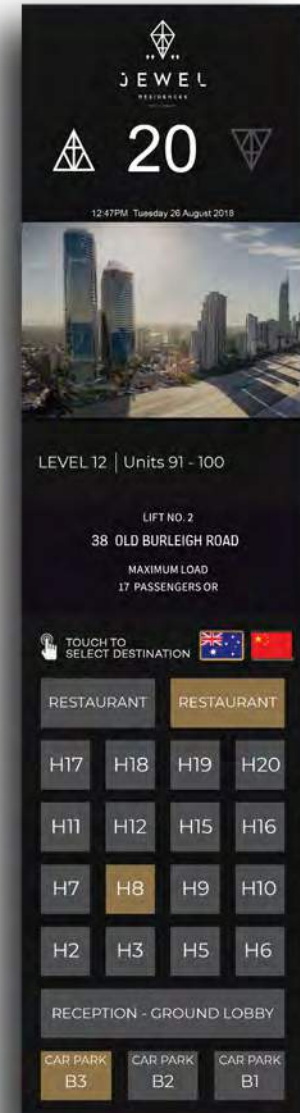 JEWEL
RESIDENCES
20
12:47PM Tuesday 26 August 2018
LEVEL 12 | Units 91 - 100
LIFT NO. 2
38 OLD BURLEIGH ROAD
MAXIMUM LOAD
17 PASSENGERS OR
TOUCH TO
SELECT DESTINATION
RESTAURANT RESTAURANT
H17 H18 H19 H20
H11 H12 H15 H16
H7 H8 H9 H10
H2 H3 H5 H6
RECEPTION - GROUND LOBBY
CAR PARK CAR PARK CAR PARK
B3 B2 B1